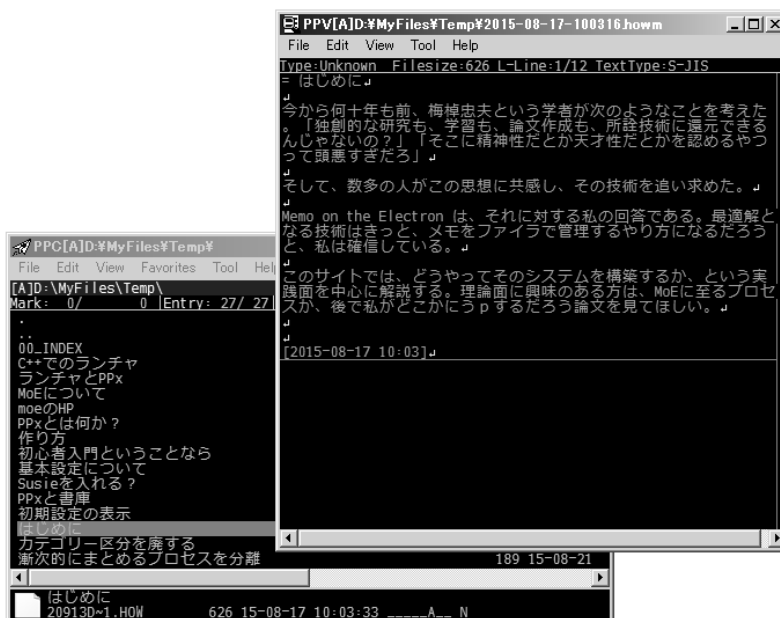 PPV[A]D:¥MyFiles¥Temp¥2015-08-17-100316.howm
File Edit View Tool Help
Type:Unknown Filesize:626 L-Line:1/12 TextType:S-JIS
= はじめに↲
↲
今から何十年も前、梅棹忠夫という学者が次のようなことを考えた
。「独創的な研究も、学習も、論文作成も、所詮技術に還元できる
んじゃないの？」「そこに精神性だとか天才性だとかを認めるやつ
って頭悪すぎだろ」↲
↲
そして、数多の人がこの思想に共感し、その技術を追い求めた。↲
↲
Memo on the Electron は、それに対する私の回答である。最適解と
なる技術はきっと、メモをファイラで管理するやり方になるだろう
と、私は確信している。↲
↲
このサイトでは、どうやってそのシステムを構築するか、という実
践面を中心に解説する。理論面に興味のある方は、MoEに至るプロセ
スか、後で私がどこかにうｐするだろう論文を見てほしい。↲
↲
↲
[2015-08-17 10:03]↲
PPC[A]D:¥MyFiles¥Temp¥
File Edit View Favorites Tool Hel
[A]D:\MyFiles\Temp\
Mark: 0/ 0 |Entry: 27/ 27|
.
..
00_INDEX
C++でのランチャ
ランチャとPPx
MoEについて
moeのHP
PPxとは何か？
作り方
初心者入門ということなら
基本設定について
Susieを入れる？
PPxと書庫
初期設定の表示
はじめに
カテゴリー区分を廃する
漸次的にまとめるプロセスを分離 189 15-08-21
はじめに
20913D~1.HOW 626 15-08-17 10:03:33 _____A__ N